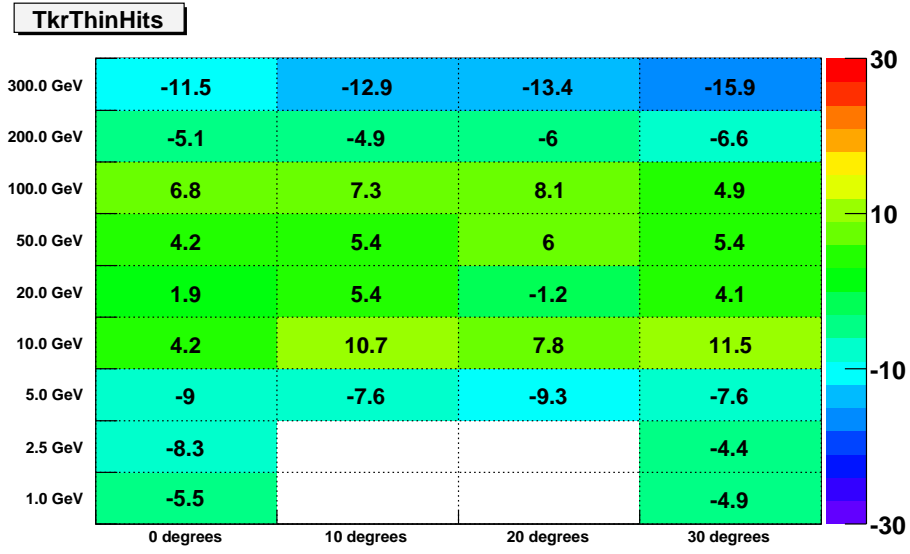 TkrThinHits
300.0 GeV -11.5 -12.9 -13.4 -15.9 30
200.0 GeV -5.1 -4.9 -6 -6.6
100.0 GeV 6.8 7.3 8.1 4.9
10
50.0 GeV 4.2 5.4 6 5.4
20.0 GeV 1.9 5.4 -1.2 4.1
10.0 GeV 4.2 10.7 7.8 11.5
-10
5.0 GeV -9 -7.6 -9.3 -7.6
2.5 GeV -8.3 -4.4
1.0 GeV -5.5 -4.9
-30
0 degrees 10 degrees 20 degrees 30 degrees